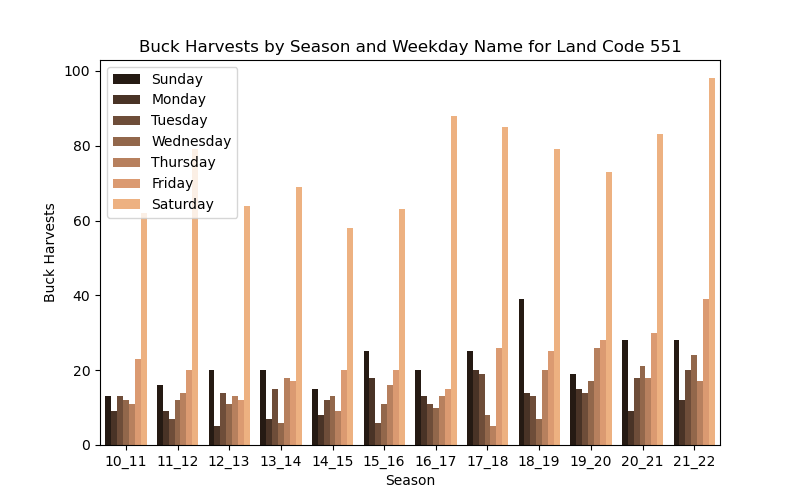 Buck Harvests by Season and Weekday Name for Land Code 551
Sunday
Monday
Tuesday
Wednesday
Thursday
Friday
Saturday
100
80
60
40
20
0
Buck Harvests
10_11 11_12 12_13 13_14 14_15 15_16 16_17 17_18 18_19 19_20 20_21 21_22
Season